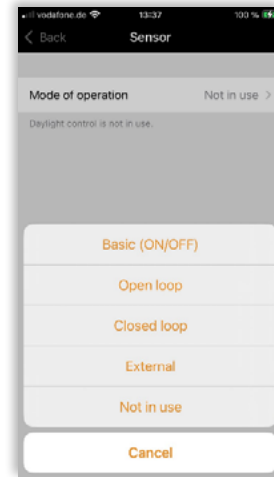 vodafone.de 13:37 100 %
Back Sensor
Mode of operation Not in use
Daylight control is not in use.
Basic (ON/OFF)
Open loop
Closed loop
External
Not in use
Cancel